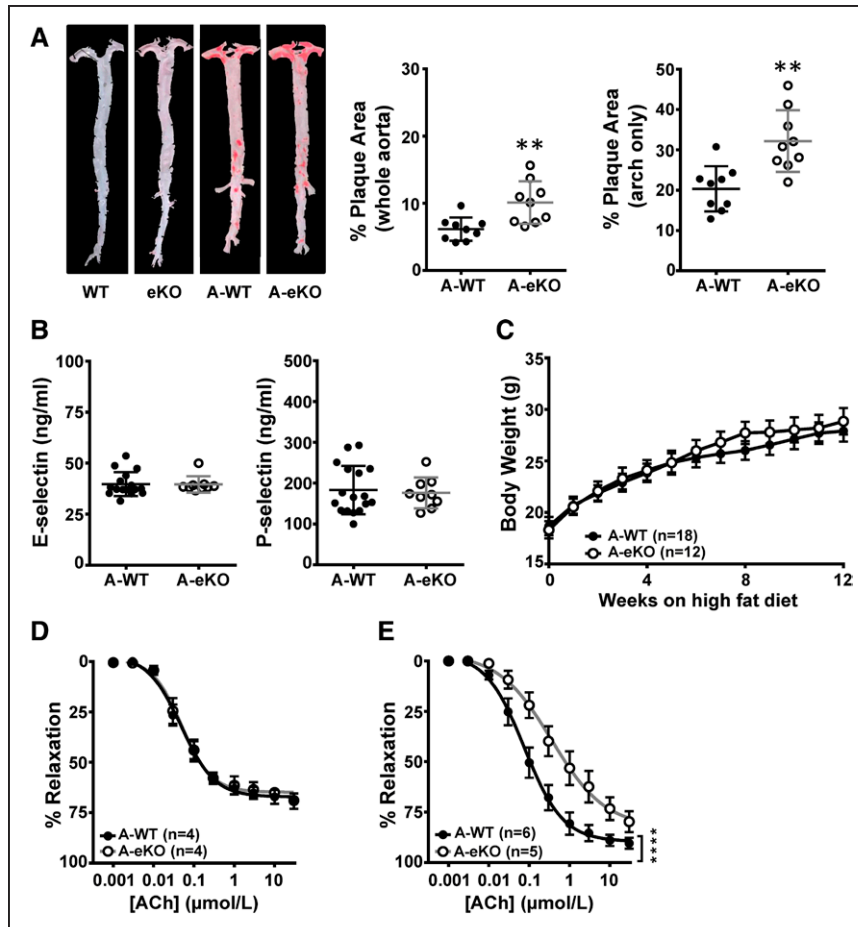 A
WT
eKO
A-WT
A-eKO
% Plaque Area
(whole aorta)
30
20
10
0
**
A-WT
A-eKO
% Plaque Area
(arch only)
50
40
30
20
10
0
**
A-WT
A-eKO
B
E-selectin (ng/ml)
100
75
50
25
0
A-WT
A-eKO
P-selectin (ng/ml)
500
400
300
200
100
0
A-WT
A-eKO
C
Body Weight (g)
35
30
25
20
15
A-WT (n=18)
A-eKO (n=12)
0 4 8 12
Weeks on high fat diet
D
% Relaxation
0
25
50
75
100
A-WT (n=4)
A-eKO (n=4)
0.001 0.01 0.1 1 10
[ACh] (µmol/L)
E
% Relaxation
0
25
50
75
100
A-WT (n=6)
A-eKO (n=5)
****
0.001 0.01 0.1 1 10
[ACh] (µmol/L)